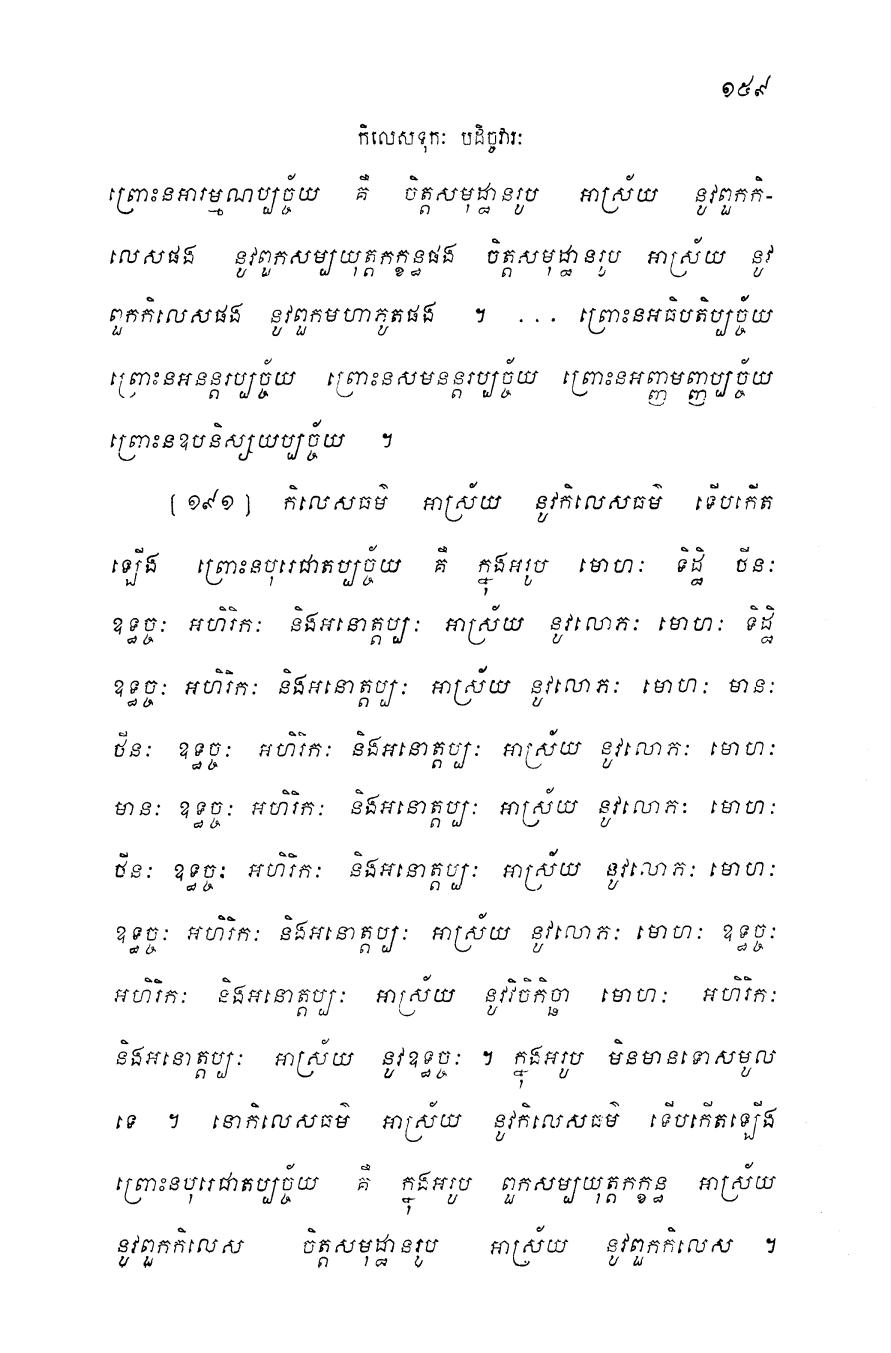 ១៥៩
កិលេសទុកៈ បដិច្ចវារៈ
ព្រោះនអារម្មណប្បច្ច័យ គឺ ចិត្តសមុដ្ឋានរូប អាស្រ័យ នូវពួកកិ-
លេសផង នូវពួកសម្បយុត្តកក្ខន្ធផង ចិត្តសមុដ្ឋានរូប អាស្រ័យ នូវ
ពួកកិលេសផង នូវពួកមហាភូតផង ។ ... ព្រោះនអធិបតិប្បច្ច័យ
ព្រោះនអនន្តរប្បច្ច័យ ព្រោះនសមនន្តរប្បច្ច័យ ព្រោះនអញ្ញមញ្ញប្បច្ច័យ
ព្រោះនឧបនិស្សយប្បច្ច័យ ។
(១៩១) កិលេសធម៌ អាស្រ័យ នូវកិលេសធម៌ ទើបកើត
ឡើង ព្រោះនបុរេជាតប្បច្ច័យ គឺ ក្នុងអរូប មោហៈ ទិដ្ឋិ ថីនៈ
ឧទ្ធច្ចៈ អហិរិកៈ និងអនោត្តប្បៈ អាស្រ័យ នូវលោភៈ មោហៈ ទិដ្ឋិ
ឧទ្ធច្ចៈ អហិរិកៈ និងអនោត្តប្បៈ អាស្រ័យ នូវលោភៈ មោហៈ មានៈ
ថីនៈ ឧទ្ធច្ចៈ អហិរិកៈ និងអនោត្តប្បៈ អាស្រ័យ នូវលោភៈ មោហៈ
មានៈ ឧទ្ធច្ចៈ អហិរិកៈ និងអនោត្តប្បៈ អាស្រ័យ នូវលោភៈ មោហៈ
ថីនៈ ឧទ្ធច្ចៈ អហិរិកៈ និងអនោត្តប្បៈ អាស្រ័យ នូវលោភៈ មោហៈ
ឧទ្ធច្ចៈ អហិរិកៈ និងអនោត្តប្បៈ អាស្រ័យ នូវលោភៈ មោហៈ ឧទ្ធច្ចៈ
អហិរិកៈ និងអនោត្តប្បៈ អាស្រ័យ នូវវិចិកិច្ឆា មោហៈ អហិរិកៈ
និងអនោត្តប្បៈ អាស្រ័យ នូវឧទ្ធច្ចៈ ។ ក្នុងអរូប មិនមានទោសមូល
ទេ ។ នោកិលេសធម៌ អាស្រ័យ នូវកិលេសធម៌ ទើបកើតឡើង
ព្រោះនបុរេជាតប្បច្ច័យ គឺ ក្នុងអរូប ពួកសម្បយុត្តកក្ខន្ធ អាស្រ័យ
នូវពួកកិលេស ចិត្តសមុដ្ឋានរូប អាស្រ័យ នូវពួកកិលេស ។